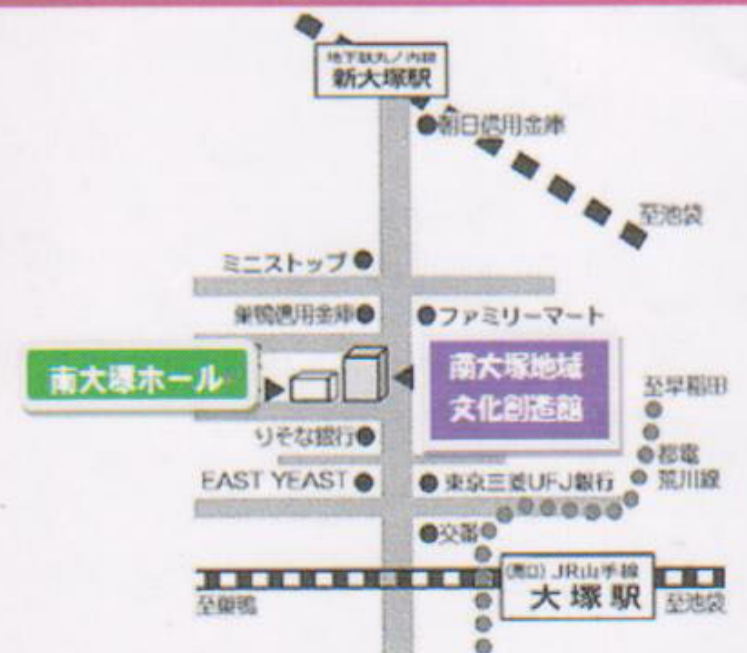 地下鉄丸ノ内線
新大塚駅
朝日信用金庫
至池袋
ミニストップ
巣鴨信用金庫
ファミリーマート
南大塚ホール
南大塚地域
文化創造館
至早稲田
りそな銀行
都電
荒川線
EAST YEAST
東京三菱UFJ銀行
交番
(南口) JR山手線
大塚駅
至巣鴨
至池袋